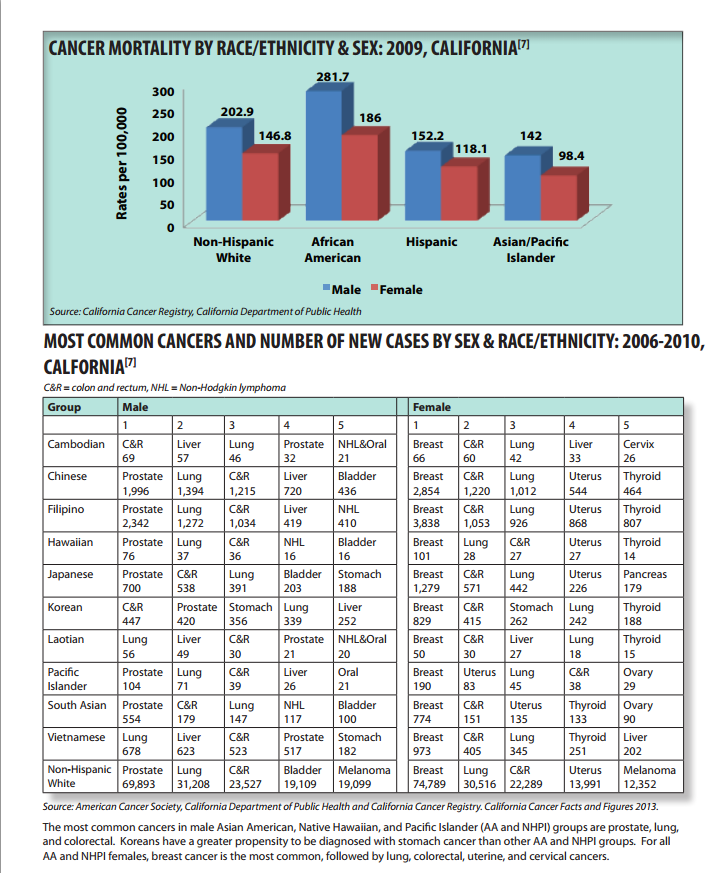 CANCER MORTALITY BY RACE/ETHNICITY & SEX: 2009, CALIFORNIA[7]
Rates per 100,000
300
250
200
150
100
50
0
202.9
146.8
281.7
186
152.2
118.1
142
98.4
Non-Hispanic White
African American
Hispanic
Asian/Pacific Islander
Male Female
Source: California Cancer Registry, California Department of Public Health
MOST COMMON CANCERS AND NUMBER OF NEW CASES BY SEX & RACE/ETHNICITY: 2006-2010,
CALFORNIA[7]
C&R = colon and rectum, NHL = Non-Hodgkin lymphoma
Group Male Female
1 2 3 4 5 1 2 3 4 5
Cambodian C&R Liver Lung Prostate NHL&Oral Breast C&R Lung Liver Cervix
69 57 46 32 21 66 60 42 33 26
Chinese Prostate Lung C&R Liver Bladder Breast C&R Lung Uterus Thyroid
1,996 1,394 1,215 720 436 2,854 1,220 1,012 544 464
Filipino Prostate Lung C&R Liver NHL Breast C&R Lung Uterus Thyroid
2,342 1,272 1,034 419 410 3,838 1,053 926 868 807
Hawaiian Prostate Lung C&R NHL Bladder Breast Lung C&R Uterus Thyroid
76 37 36 16 16 101 28 27 27 14
Japanese Prostate C&R Lung Bladder Stomach Breast C&R Lung Uterus Pancreas
700 538 391 203 188 1,279 571 442 226 179
Korean C&R Prostate Stomach Lung Liver Breast C&R Stomach Lung Thyroid
447 420 356 339 252 829 415 262 242 188
Laotian Lung Liver C&R Prostate NHL&Oral Breast C&R Liver Lung Thyroid
56 49 30 21 20 50 30 27 18 15
Pacific Prostate Lung C&R Liver Oral Breast Uterus Lung C&R Ovary
Islander 104 71 39 26 21 190 83 45 38 29
South Asian Prostate C&R Lung NHL Bladder Breast C&R Uterus Thyroid Ovary
554 179 147 117 100 774 151 135 133 90
Vietnamese Lung Liver C&R Prostate Stomach Breast C&R Lung Thyroid Liver
678 623 523 517 182 973 405 345 251 202
Non-Hispanic Prostate Lung C&R Bladder Melanoma Breast Lung C&R Uterus Melanoma
White 69,893 31,208 23,527 19,109 19,099 74,789 30,516 22,289 13,991 12,352
Source: American Cancer Society, California Department of Public Health and California Cancer Registry. California Cancer Facts and Figures 2013.
The most common cancers in male Asian American, Native Hawaiian, and Pacific Islander (AA and NHPI) groups are prostate, lung,
and colorectal. Koreans have a greater propensity to be diagnosed with stomach cancer than other AA and NHPI groups. For all
AA and NHPI females, breast cancer is the most common, followed by lung, colorectal, uterine, and cervical cancers.